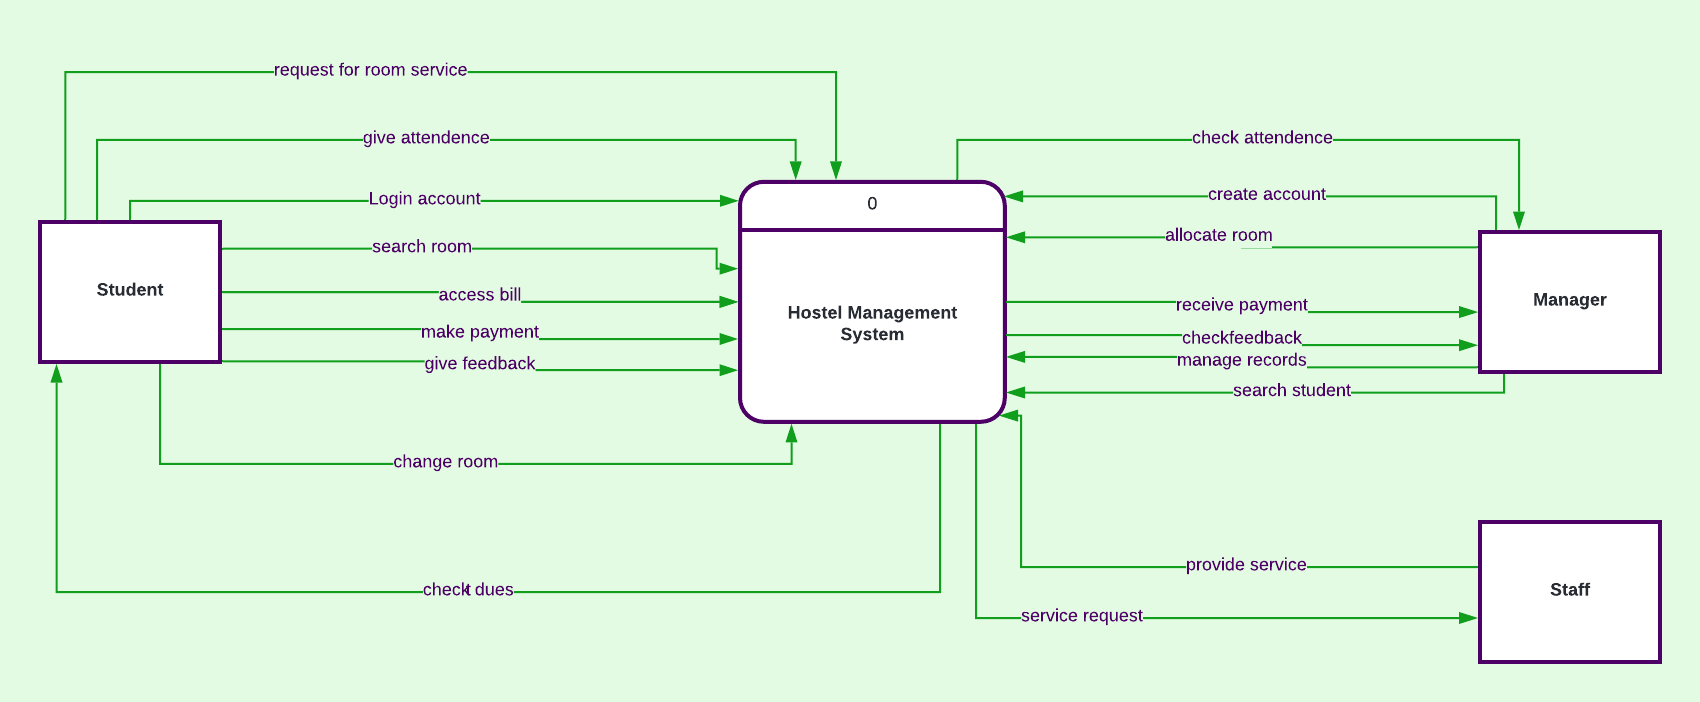 request for room service
give attendence
check attendence
Login account
create account
0
search room
allocate room
Student
access bill
Manager
receive payment
Hostel Management
System
make payment
checkfeedback
give feedback
manage records
search student
change room
provide service
check dues
Staff
service request